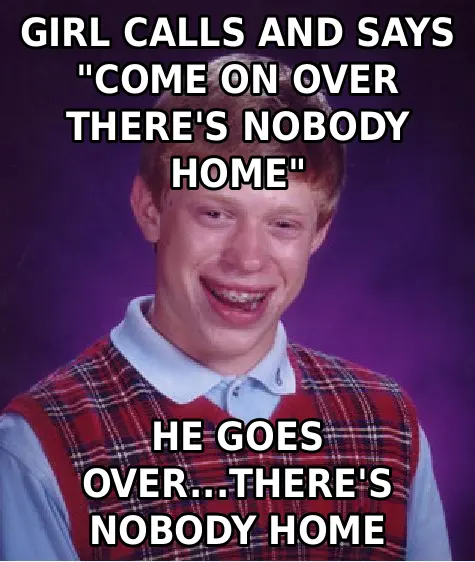 GIRL CALLS AND SAYS
"COME ON OVER
THERE'S NOBODY
HOME"
HE GOES
OVER...THERE'S
NOBODY HOME